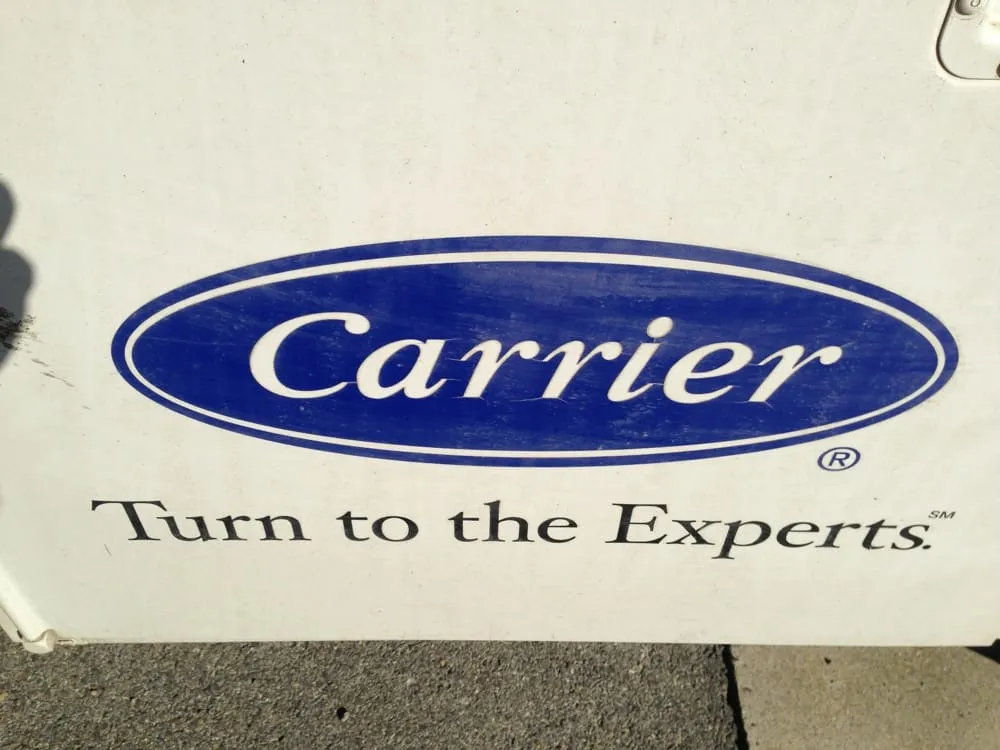 Carrier
®
Turn to the Experts.℠